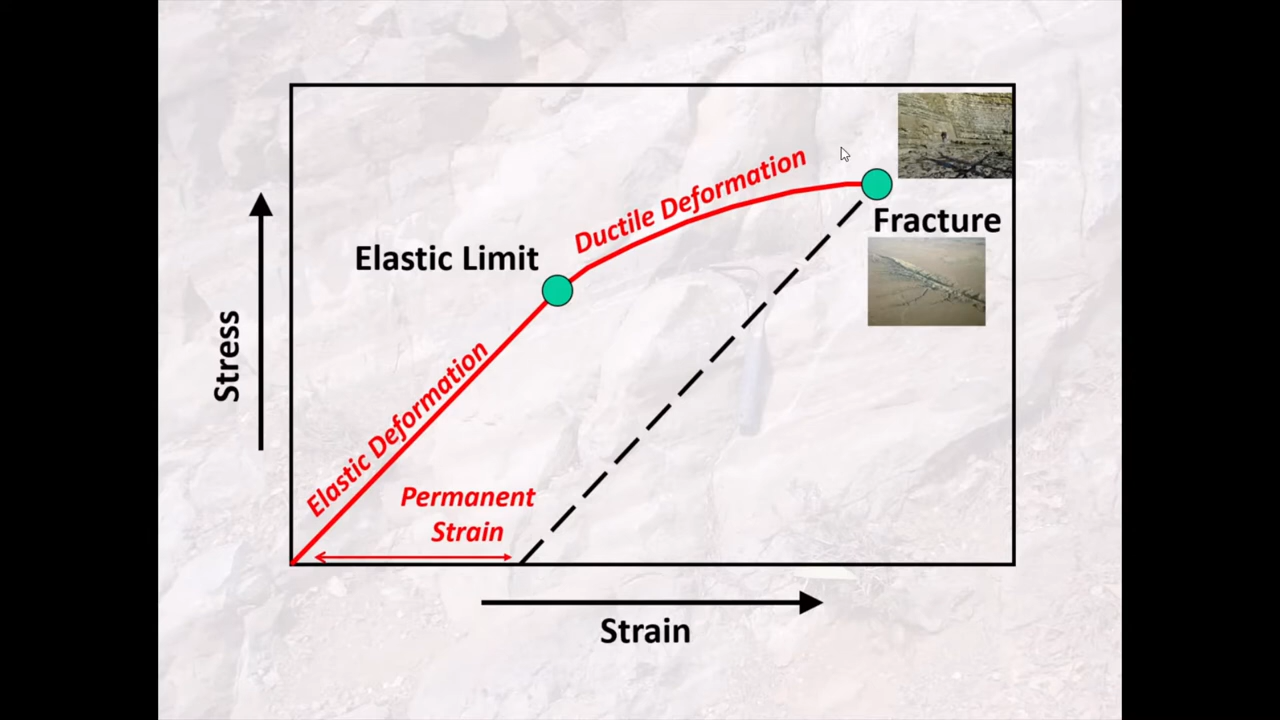 Ductile Deformation
Fracture
Elastic Limit
Stress
Elastic Deformation
Permanent
Strain
Strain